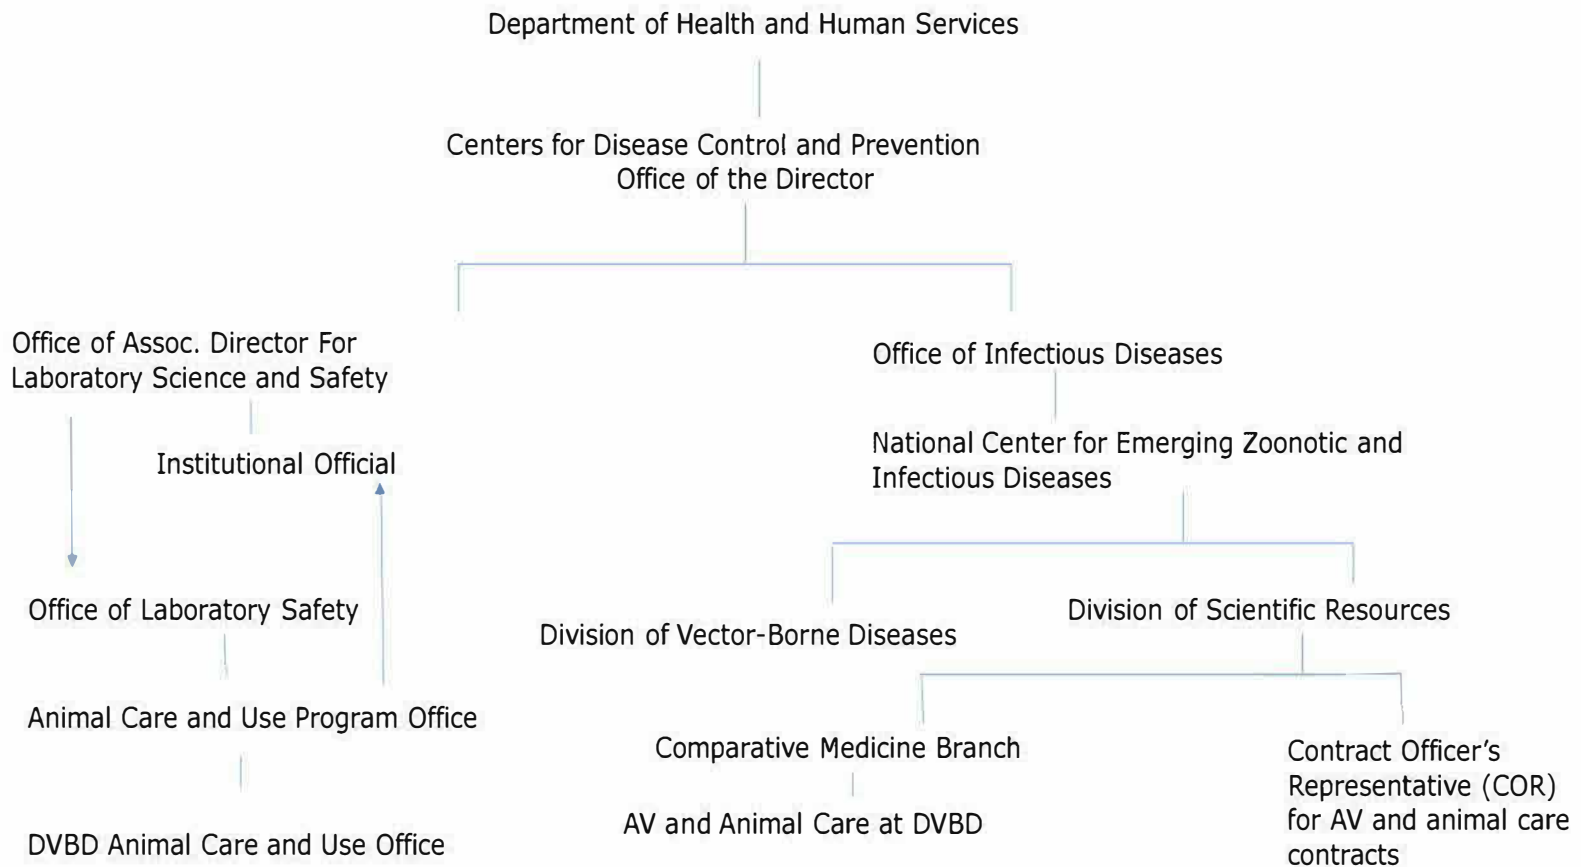 Department of Health and Human Services
Centers for Disease Control and Prevention
Office of the Director
Office of Assoc. Director For
Laboratory Science and Safety
Institutional Official
Office of Laboratory Safety
Animal Care and Use Program Office
DVBD Animal Care and Use Office
Office of Infectious Diseases
National Center for Emerging Zoonotic and
Infectious Diseases
Division of Vector-Borne Diseases
Division of Scientific Resources
Comparative Medicine Branch
AV and Animal Care at DVBD
Contract Officer's
Representative (COR)
for AV and animal care
contracts